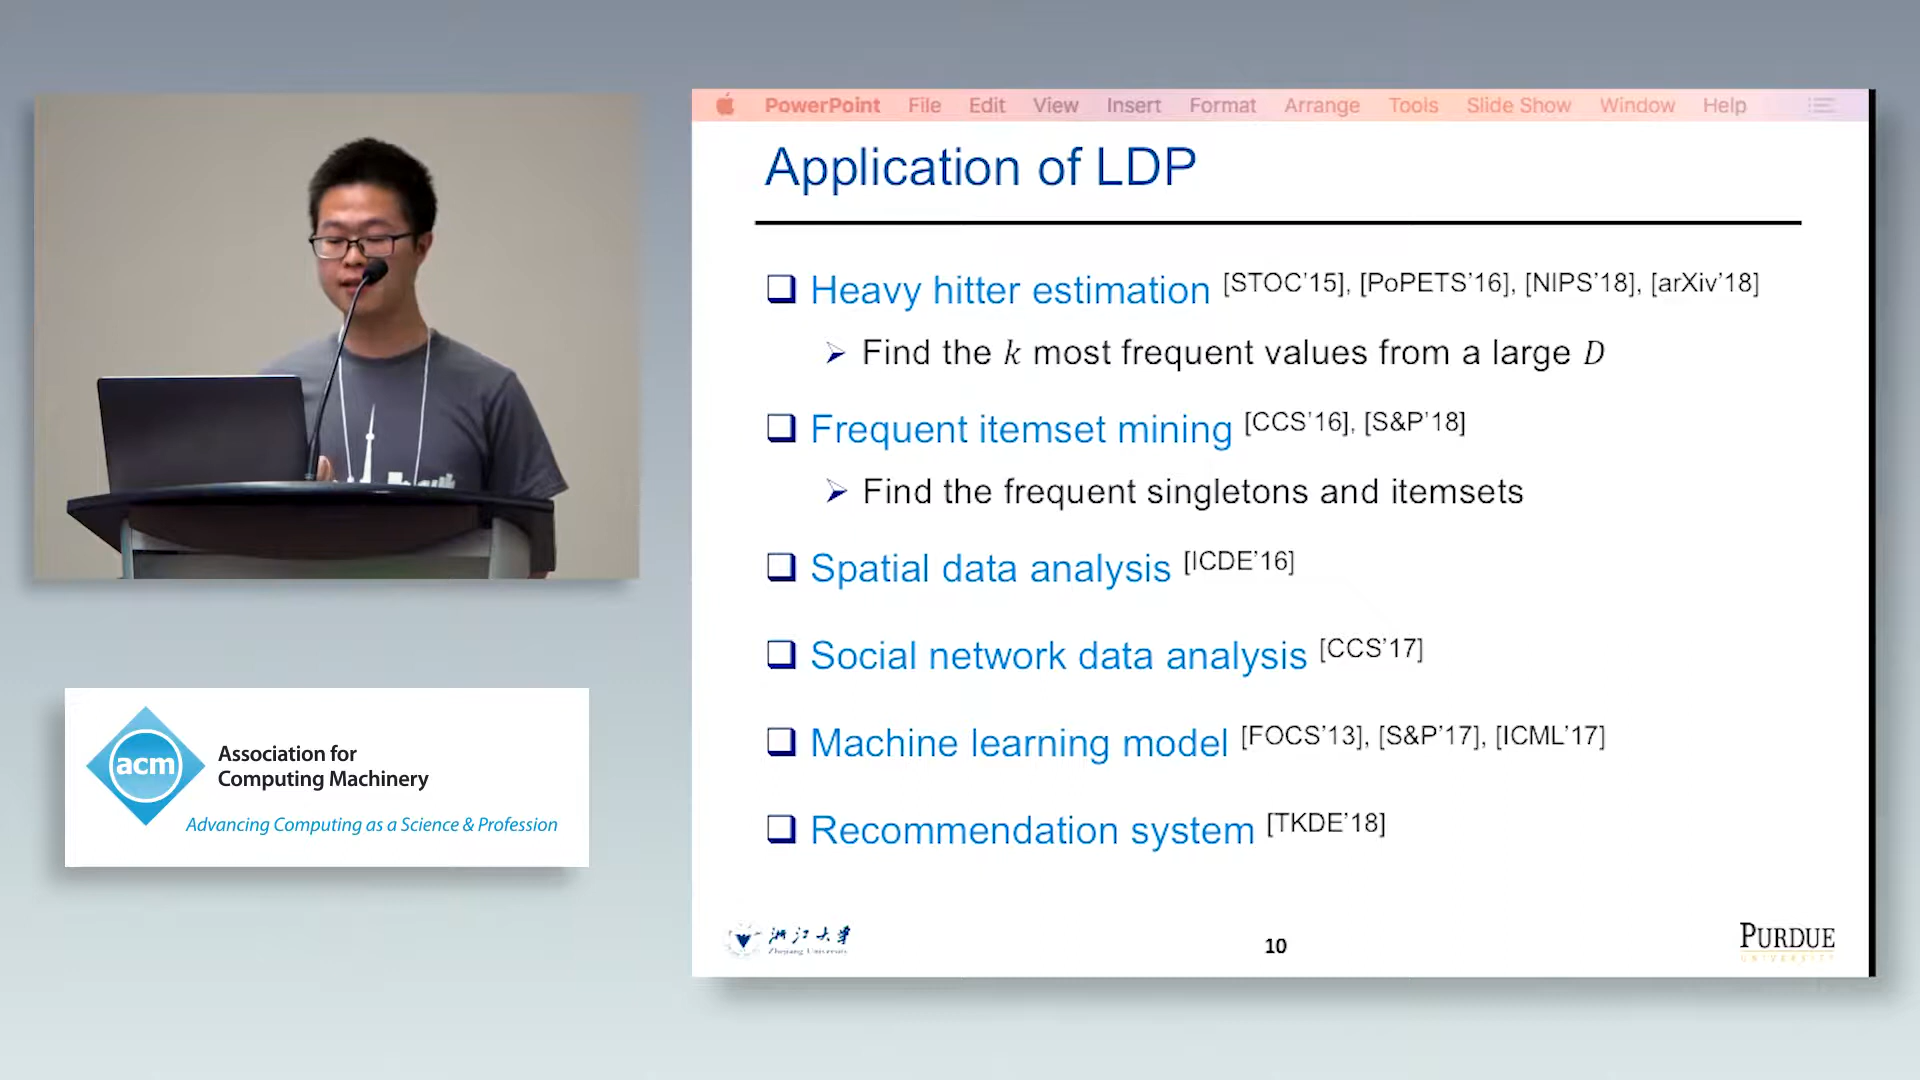 PowerPoint File Edit View Insert Format Arrange Tools Slide Show Window Help
Application of LDP
Heavy hitter estimation [STOC'15], [PoPETS'16], [NIPS'18], [arXiv'18]
Find the k most frequent values from a large D
Frequent itemset mining [CCS'16], [S&P'18]
Find the frequent singletons and itemsets
Spatial data analysis [ICDE'16]
Social network data analysis [CCS'17]
Machine learning model [FOCS'13], [S&P'17], [ICML'17]
Recommendation system [TKDE'18]
浙江大学
Zhejiang University
10
PURDUE
UNIVERSITY
acm
Association for
Computing Machinery
Advancing Computing as a Science & Profession